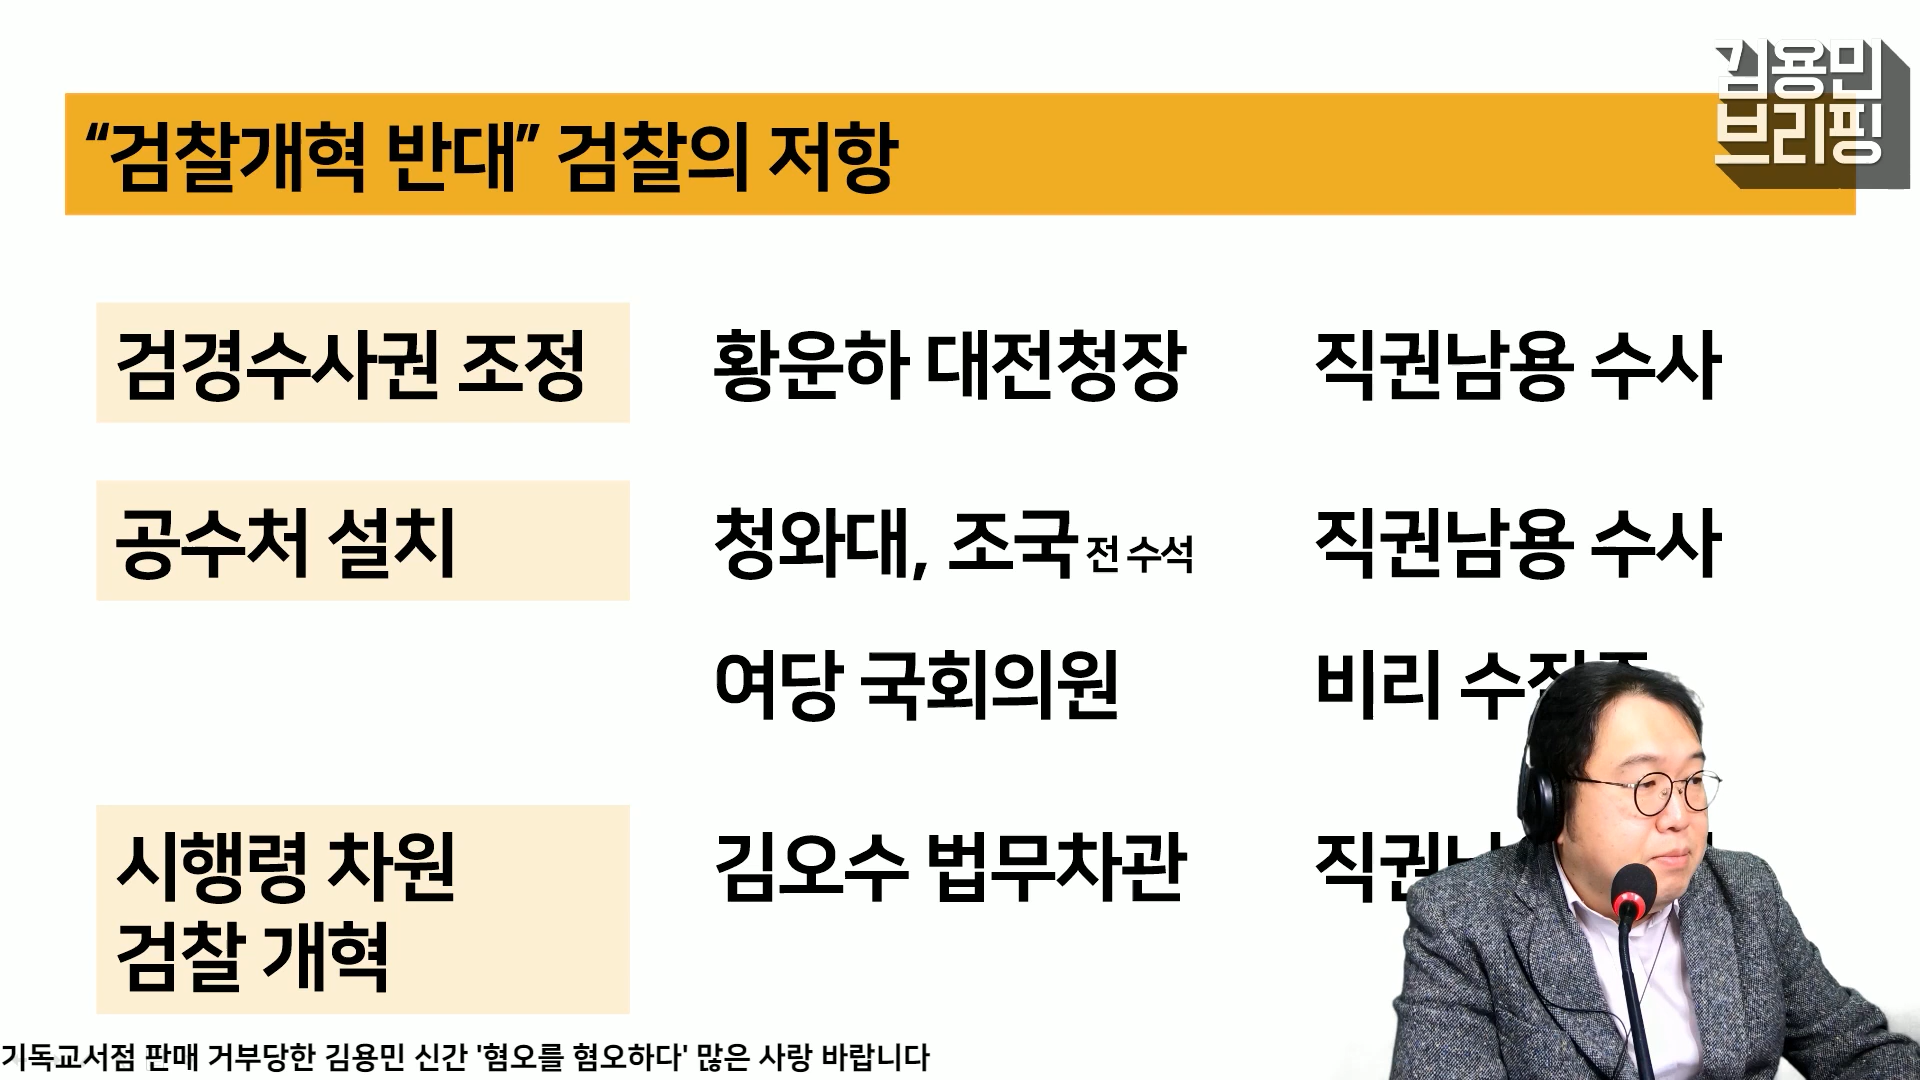 김용민
브리핑
“검찰개혁 반대” 검찰의 저항
검경수사권 조정 황운하 대전청장 직권남용 수사
공수처 설치 청와대, 조국 전 수석 직권남용 수사
여당 국회의원 비리
시행령 차원 김오수 법무차관
검찰 개혁
기독교서점 판매 거부당한 김용민 신간 '혐오를 혐오하다' 많은 사랑 바랍니다